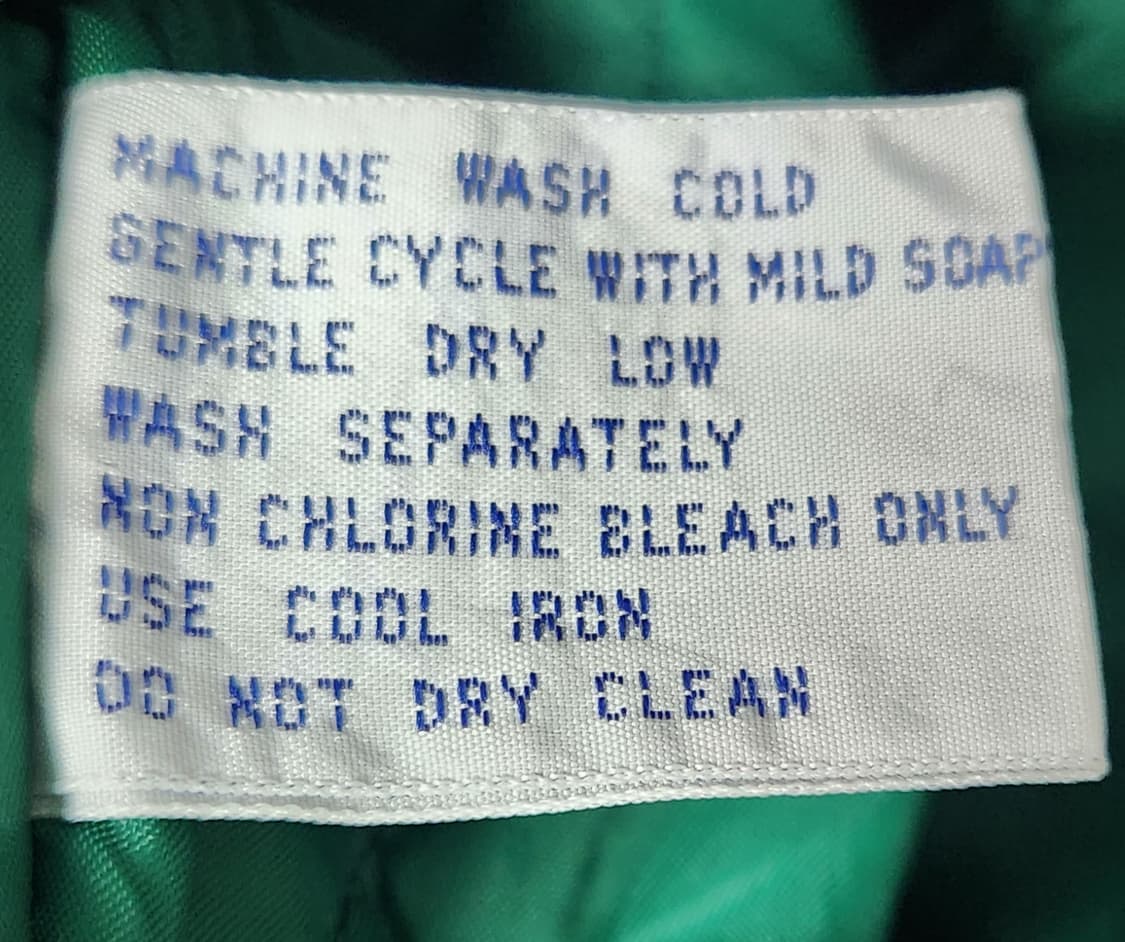 MACHINE WASH COLD
GENTLE CYCLE WITH MILD SOAP
TUMBLE DRY LOW
WASH SEPARATELY
NON CHLORINE BLEACH ONLY
USE COOL IRON
DO NOT DRY CLEAN